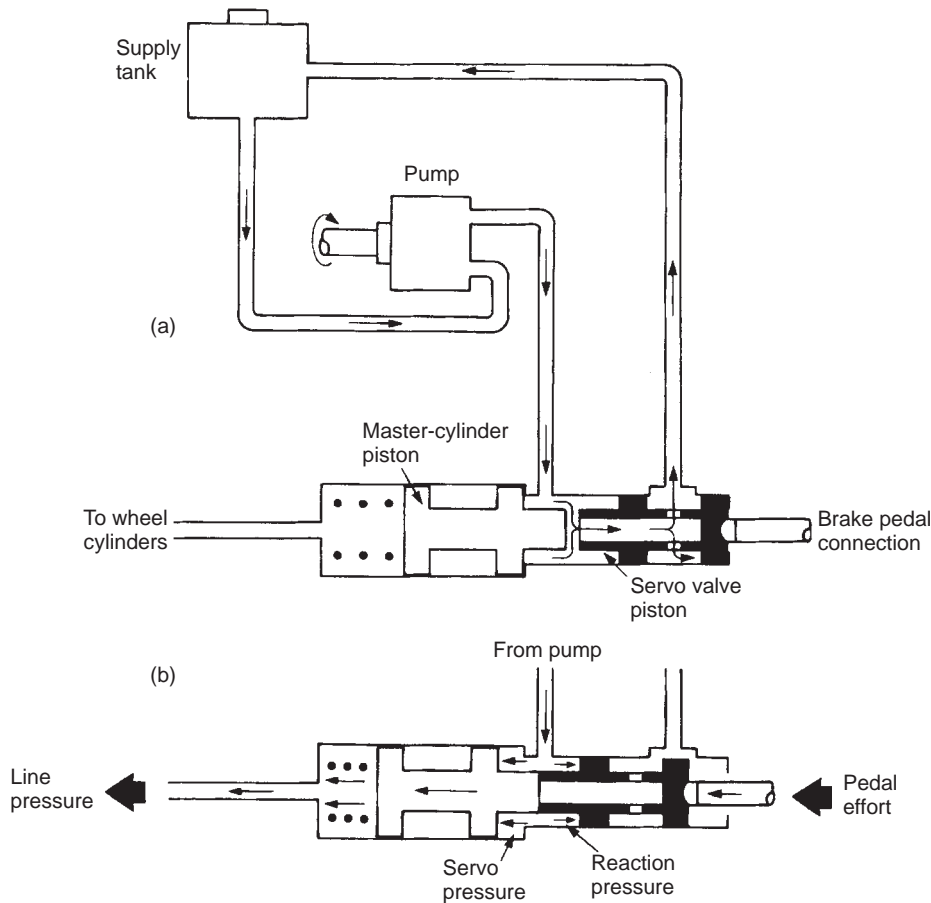 Supply
tank
Pump
(a)
Master-cylinder
piston
To wheel
cylinders
Brake pedal
connection
Servo valve
piston
From pump
(b)
Line
pressure
Pedal
effort
Servo
pressure
Reaction
pressure